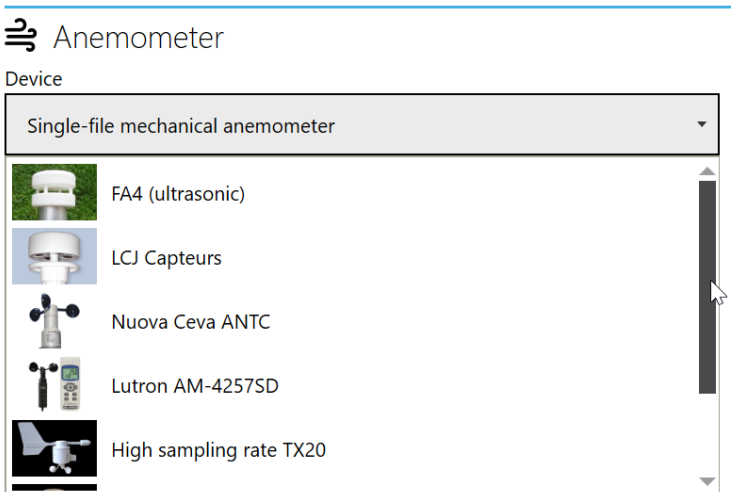 Anemometer
Device
Single-file mechanical anemometer
FA4 (ultrasonic)
LCJ Capteurs
Nuova Ceva ANTC
Lutron AM-4257SD
High sampling rate TX20